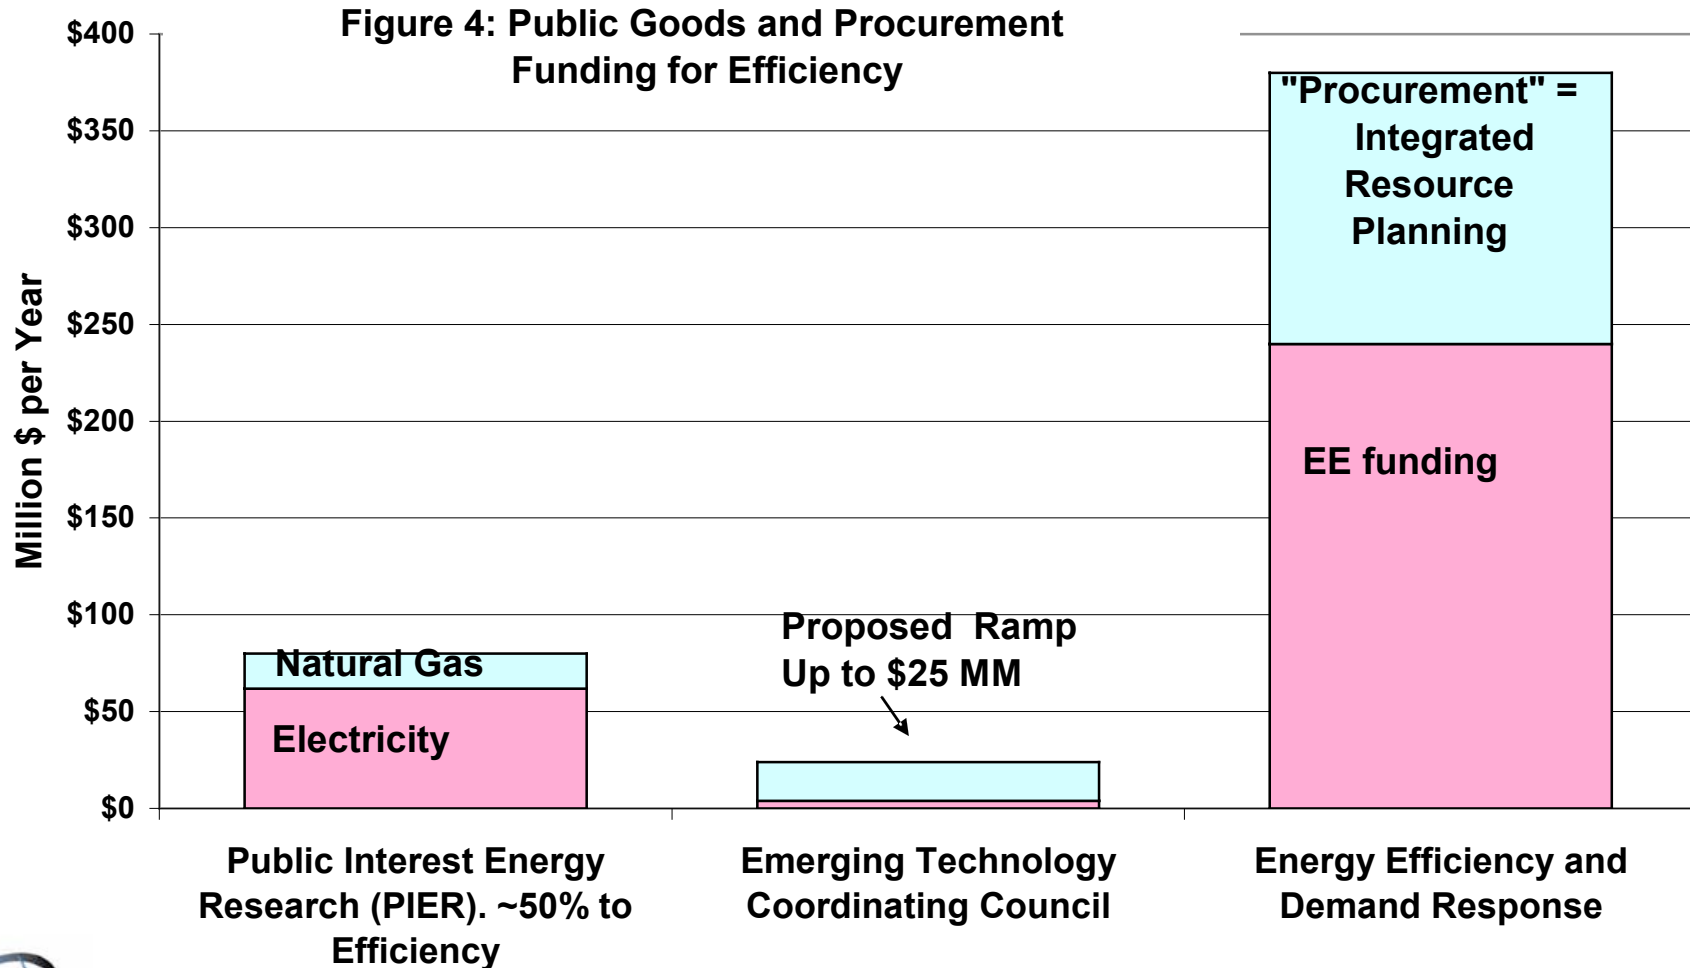 Figure 4: Public Goods and Procurement
Funding for Efficiency
Million $ per Year
$400
$350
$300
$250
$200
$150
$100
$50
$0
Natural Gas
Electricity
Proposed Ramp
Up to $25 MM
"Procurement" =
Integrated
Resource
Planning
EE funding
Public Interest Energy
Research (PIER). ~50% to
Efficiency
Emerging Technology
Coordinating Council
Energy Efficiency and
Demand Response